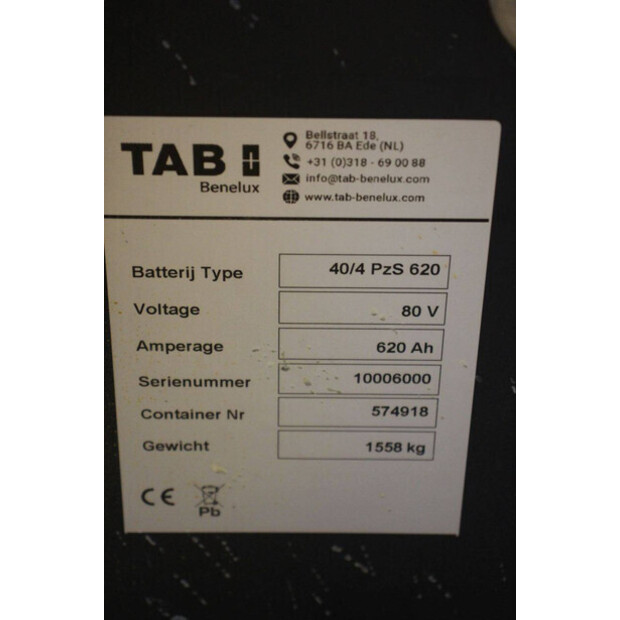 TAB
Benelux
Bellstraat 18,
6716 BA Ede (NL)
+31 (0)318 - 69 00 88
info@tab-benelux.com
www.tab-benelux.com
Batterij Type 40/4 PzS 620
Voltage 80 V
Amperage 620 Ah
Serienummer 10006000
Container Nr 574918
Gewicht 1558 kg
CE
Pb